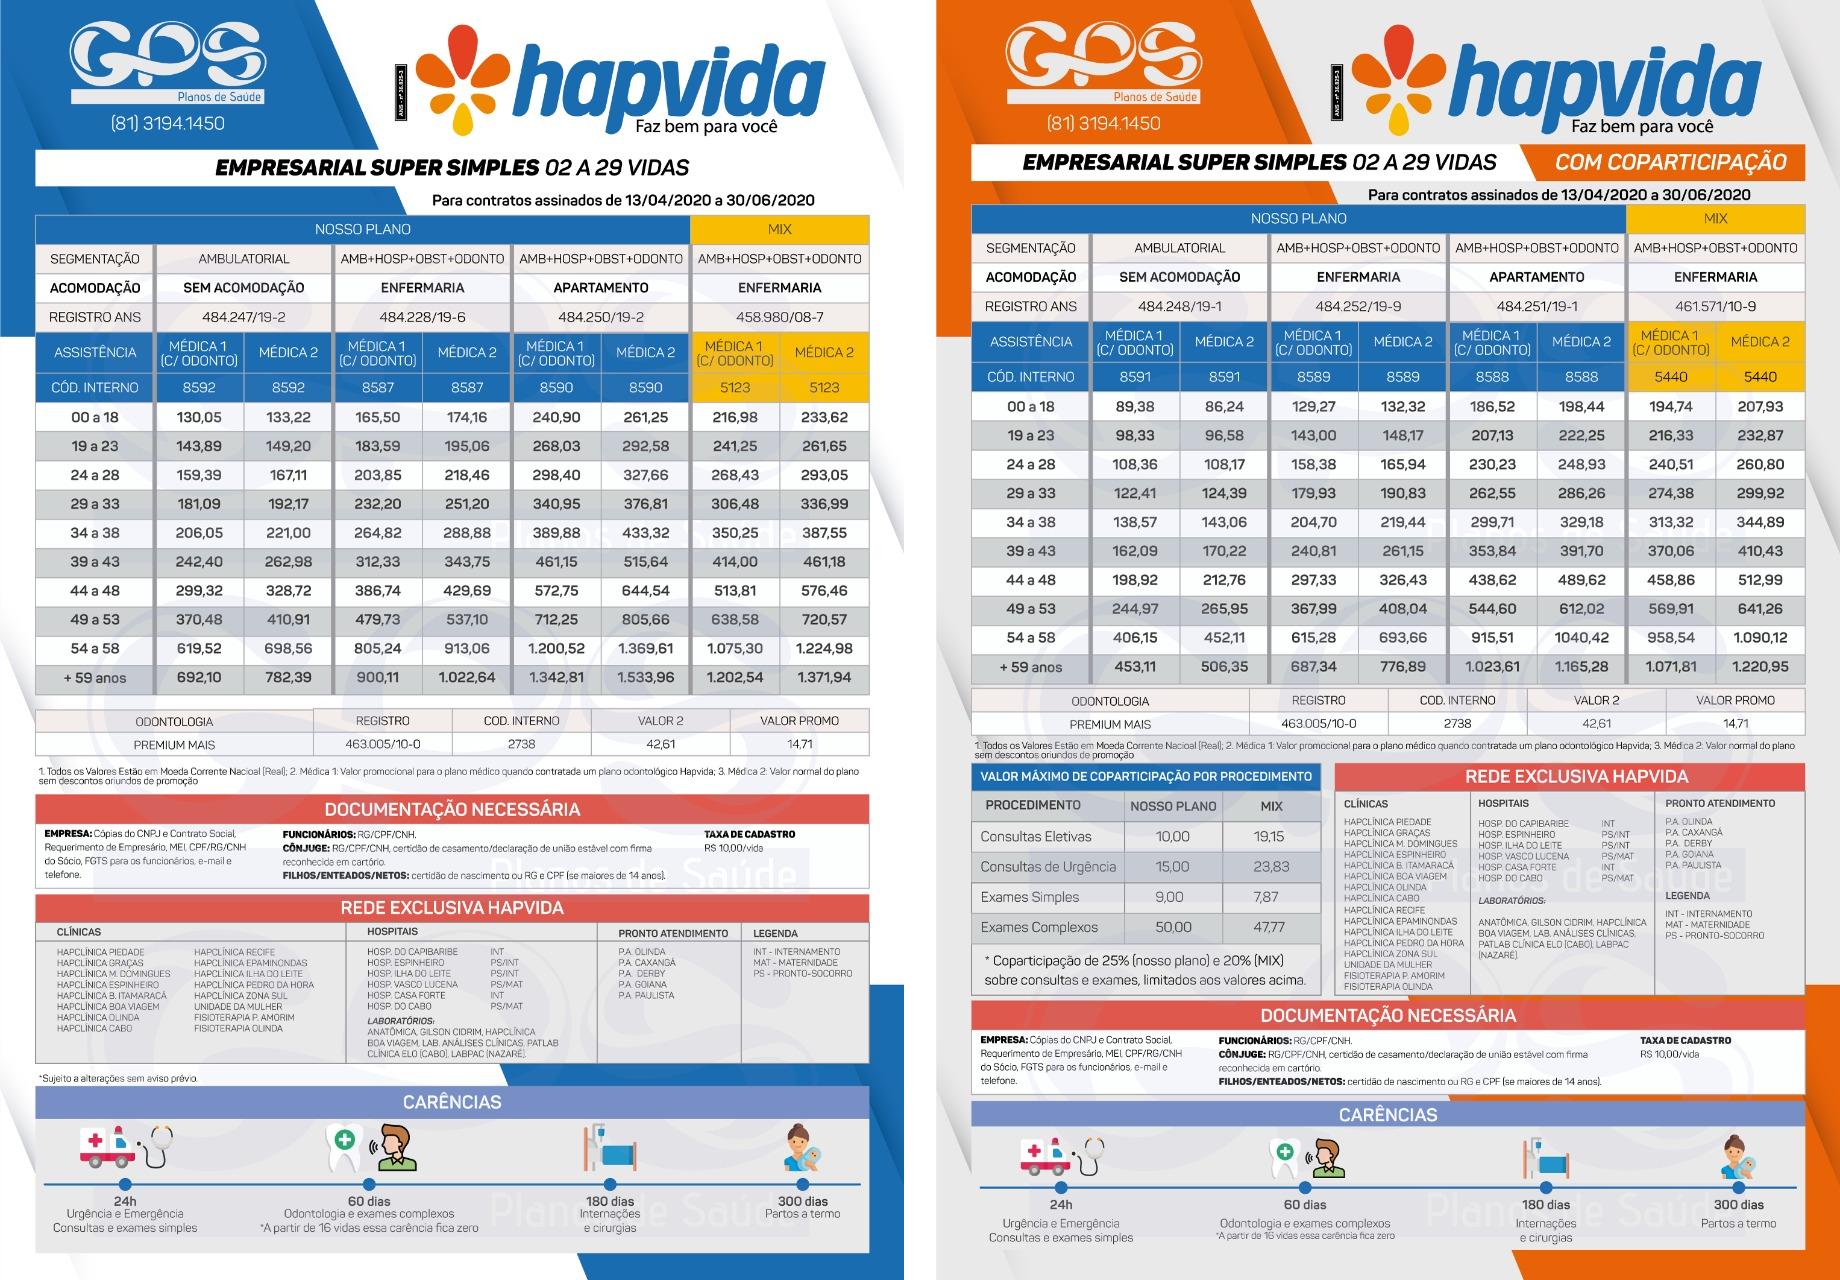 GPS
Planos de Saúde
(81) 3194.1450
ANS - nº 36.825-3
hapvida
Faz bem para você
EMPRESARIAL SUPER SIMPLES 02 A 29 VIDAS
Para contratos assinados de 13/04/2020 a 30/06/2020
NOSSO PLANO MIX
SEGMENTAÇÃO AMBULATORIAL AMB+HOSP+OBST+ODONTO AMB+HOSP+OBST+ODONTO AMB+HOSP+OBST+ODONTO
ACOMODAÇÃO SEM ACOMODAÇÃO ENFERMARIA APARTAMENTO ENFERMARIA
REGISTRO ANS 484.247/19-2 484.228/19-6 484.250/19-2 458.980/08-7
ASSISTÊNCIA MÉDICA 1 (C/ ODONTO) MÉDICA 2 MÉDICA 1 (C/ ODONTO) MÉDICA 2 MÉDICA 1 (C/ ODONTO) MÉDICA 2 MÉDICA 1 (C/ ODONTO) MÉDICA 2
CÓD. INTERNO 8592 8592 8587 8587 8590 8590 5123 5123
00 a 18 130,05 133,22 165,50 174,16 240,90 261,25 216,98 233,62
19 a 23 143,89 149,20 183,59 195,06 268,03 292,58 241,25 261,65
24 a 28 159,39 167,11 203,85 218,46 298,40 327,66 268,43 293,05
29 a 33 181,09 192,17 232,20 251,20 340,95 376,81 306,48 336,99
34 a 38 206,05 221,00 264,82 288,88 389,88 433,32 350,25 387,55
39 a 43 242,40 262,98 312,33 343,75 461,15 515,64 414,00 461,18
44 a 48 299,32 328,72 386,74 429,69 572,75 644,54 513,81 576,46
49 a 53 370,48 410,91 479,73 537,10 712,25 805,66 638,58 720,57
54 a 58 619,52 698,56 805,24 913,06 1.200,52 1.369,61 1.075,30 1.224,98
+ 59 anos 692,10 782,39 900,11 1.022,64 1.342,81 1.533,96 1.202,54 1.371,94
ODONTOLOGIA REGISTRO COD. INTERNO VALOR 2 VALOR PROMO
PREMIUM MAIS 463.005/10-0 2738 42,61 14,71
1. Todos os Valores Estão em Moeda Corrente Nacioal (Real); 2. Médica 1: Valor promocional para o plano médico quando contratada um plano odontológico Hapvida; 3. Médica 2: Valor normal do plano
sem descontos oriundos de promoção
DOCUMENTAÇÃO NECESSÁRIA
EMPRESA: Cópias do CNPJ e Contrato Social,
Requerimento de Empresário, MEI, CPF/RG/CNH
do Sócio, FGTS para os funcionários, e-mail e
telefone.
FUNCIONÁRIOS: RG/CPF/CNH.
CÔNJUGE: RG/CPF/CNH, certidão de casamento/declaração de união estável com firma
reconhecida em cartório.
FILHOS/ENTEADOS/NETOS: certidão de nascimento ou RG e CPF (se maiores de 14 anos).
TAXA DE CADASTRO
R$ 10,00/vida
REDE EXCLUSIVA HAPVIDA
CLÍNICAS
HAPCLÍNICA PIEDADE
HAPCLÍNICA GRAÇAS
HAPCLÍNICA M. DOMINGUES
HAPCLÍNICA ESPINHEIRO
HAPCLÍNICA B. ITAMARACÁ
HAPCLÍNICA BOA VIAGEM
HAPCLÍNICA OLINDA
HAPCLÍNICA CABO
HAPCLÍNICA RECIFE
HAPCLÍNICA EPAMINONDAS
HAPCLÍNICA ILHA DO LEITE
HAPCLÍNICA PEDRO DA HORA
HAPCLÍNICA ZONA SUL
UNIDADE DA MULHER
FISIOTERAPIA P. AMORIM
FISIOTERAPIA OLINDA
HOSPITAIS
HOSP. DO CAPIBARIBE INT
HOSP. ESPINHEIRO PS/INT
HOSP. ILHA DO LEITE PS/INT
HOSP. VASCO LUCENA PS/MAT
HOSP. CASA FORTE INT
HOSP. DO CABO PS/MAT
LABORATÓRIOS:
ANATÔMICA, GILSON CIDRIM, HAPCLÍNICA
BOA VIAGEM, LAB. ANÁLISES CLÍNICAS, PATLAB
CLÍNICA ELO (CABO), LABPAC (NAZARÉ).
PRONTO ATENDIMENTO
P.A. OLINDA
P.A. CAXANGÁ
P.A. DERBY
P.A. GOIANA
P.A. PAULISTA
LEGENDA
INT - INTERNAMENTO
MAT - MATERNIDADE
PS - PRONTO-SOCORRO
*Sujeito a alterações sem aviso prévio.
CARÊNCIAS
24h
Urgência e Emergência
Consultas e exames simples
60 dias
Odontologia e exames complexos
*A partir de 16 vidas essa carência fica zero
180 dias
Internações
e cirurgias
300 dias
Partos a termo
GPS
Planos de Saúde
(81) 3194.1450
ANS - nº 36.825-3
hapvida
Faz bem para você
EMPRESARIAL SUPER SIMPLES 02 A 29 VIDAS COM COPARTICIPAÇÃO
Para contratos assinados de 13/04/2020 a 30/06/2020
NOSSO PLANO MIX
SEGMENTAÇÃO AMBULATORIAL AMB+HOSP+OBST+ODONTO AMB+HOSP+OBST+ODONTO AMB+HOSP+OBST+ODONTO
ACOMODAÇÃO SEM ACOMODAÇÃO ENFERMARIA APARTAMENTO ENFERMARIA
REGISTRO ANS 484.248/19-1 484.252/19-9 484.251/19-1 461.571/10-9
ASSISTÊNCIA MÉDICA 1 (C/ ODONTO) MÉDICA 2 MÉDICA 1 (C/ ODONTO) MÉDICA 2 MÉDICA 1 (C/ ODONTO) MÉDICA 2 MÉDICA 1 (C/ ODONTO) MÉDICA 2
CÓD. INTERNO 8591 8591 8589 8589 8588 8588 5440 5440
00 a 18 89,38 86,24 129,27 132,32 186,52 198,44 194,74 207,93
19 a 23 98,33 96,58 143,00 148,17 207,13 222,25 216,33 232,87
24 a 28 108,36 108,17 158,38 165,94 230,23 248,93 240,51 260,80
29 a 33 122,41 124,39 179,93 190,83 262,55 286,26 274,38 299,92
34 a 38 138,57 143,06 204,70 219,44 299,71 329,18 313,32 344,89
39 a 43 162,09 170,22 240,81 261,15 353,84 391,70 370,06 410,43
44 a 48 198,92 212,76 297,33 326,43 438,62 489,62 458,86 512,99
49 a 53 244,97 265,95 367,99 408,04 544,60 612,02 569,91 641,26
54 a 58 406,15 452,11 615,28 693,66 915,51 1040,42 958,54 1.090,12
+ 59 anos 453,11 506,35 687,34 776,89 1.023,61 1.165,28 1.071,81 1.220,95
ODONTOLOGIA REGISTRO COD. INTERNO VALOR 2 VALOR PROMO
PREMIUM MAIS 463.005/10-0 2738 42,61 14,71
1. Todos os Valores Estão em Moeda Corrente Nacioal (Real); 2. Médica 1: Valor promocional para o plano médico quando contratada um plano odontológico Hapvida; 3. Médica 2: Valor normal do plano
sem descontos oriundos de promoção
VALOR MÁXIMO DE COPARTICIPAÇÃO POR PROCEDIMENTO
PROCEDIMENTO NOSSO PLANO MIX
Consultas Eletivas 10,00 19,15
Consultas de Urgência 15,00 23,83
Exames Simples 9,00 7,87
Exames Complexos 50,00 47,77
* Coparticipação de 25% (nosso plano) e 20% (MIX)
sobre consultas e exames, limitados aos valores acima.
REDE EXCLUSIVA HAPVIDA
CLÍNICAS
HAPCLÍNICA PIEDADE
HAPCLÍNICA GRAÇAS
HAPCLÍNICA M. DOMINGUES
HAPCLÍNICA ESPINHEIRO
HAPCLÍNICA B. ITAMARACÁ
HAPCLÍNICA BOA VIAGEM
HAPCLÍNICA OLINDA
HAPCLÍNICA CABO
HAPCLÍNICA RECIFE
HAPCLÍNICA EPAMINONDAS
HAPCLÍNICA ILHA DO LEITE
HAPCLÍNICA PEDRO DA HORA
HAPCLÍNICA ZONA SUL
UNIDADE DA MULHER
FISIOTERAPIA P. AMORIM
FISIOTERAPIA OLINDA
HOSPITAIS
HOSP. DO CAPIBARIBE INT
HOSP. ESPINHEIRO PS/INT
HOSP. ILHA DO LEITE PS/INT
HOSP. VASCO LUCENA PS/MAT
HOSP. CASA FORTE INT
HOSP. DO CABO PS/MAT
LABORATÓRIOS:
ANATÔMICA, GILSON CIDRIM, HAPCLÍNICA
BOA VIAGEM, LAB. ANÁLISES CLÍNICAS,
PATLAB CLÍNICA ELO (CABO), LABPAC
(NAZARÉ).
PRONTO ATENDIMENTO
P.A. OLINDA
P.A. CAXANGÁ
P.A. DERBY
P.A. GOIANA
P.A. PAULISTA
LEGENDA
INT - INTERNAMENTO
MAT - MATERNIDADE
PS - PRONTO-SOCORRO
DOCUMENTAÇÃO NECESSÁRIA
EMPRESA: Cópias do CNPJ e Contrato Social,
Requerimento de Empresário, MEI, CPF/RG/CNH
do Sócio, FGTS para os funcionários, e-mail e
telefone.
FUNCIONÁRIOS: RG/CPF/CNH.
CÔNJUGE: RG/CPF/CNH, certidão de casamento/declaração de união estável com firma
reconhecida em cartório.
FILHOS/ENTEADOS/NETOS: certidão de nascimento ou RG e CPF (se maiores de 14 anos).
TAXA DE CADASTRO
R$ 10,00/vida
CARÊNCIAS
24h
Urgência e Emergência
Consultas e exames simples
60 dias
Odontologia e exames complexos
*A partir de 16 vidas essa carência fica zero
180 dias
Internações
e cirurgias
300 dias
Partos a termo